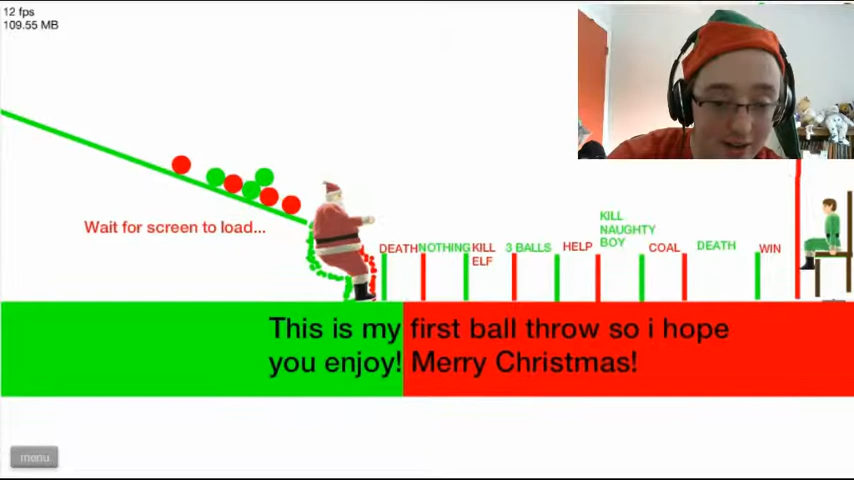 12 fps
109.55 MB
Wait for screen to load...
DEATH
NOTHING
KILL
ELF
3 BALLS
HELP
KILL
NAUGHTY
BOY
COAL
DEATH
WIN
This is my first ball throw so i hope
you enjoy! Merry Christmas!
menu